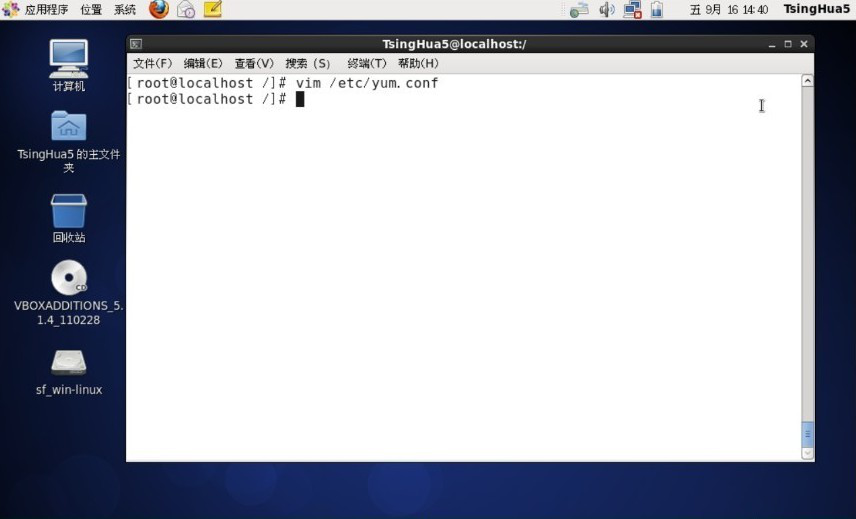 应用程序 位置 系统
五 9月 16 14:40 TsingHua5
TsingHua5@localhost:/
文件(F) 编辑(E) 查看(V) 搜索 (S) 终端(T) 帮助(H)
[root@localhost /]# vim /etc/yum.conf
[root@localhost /]#
计算机
TsingHua5 的主文件
夹
回收站
CD
VBOXADDITIONS_5.
1.4_110228
sf_win-linux